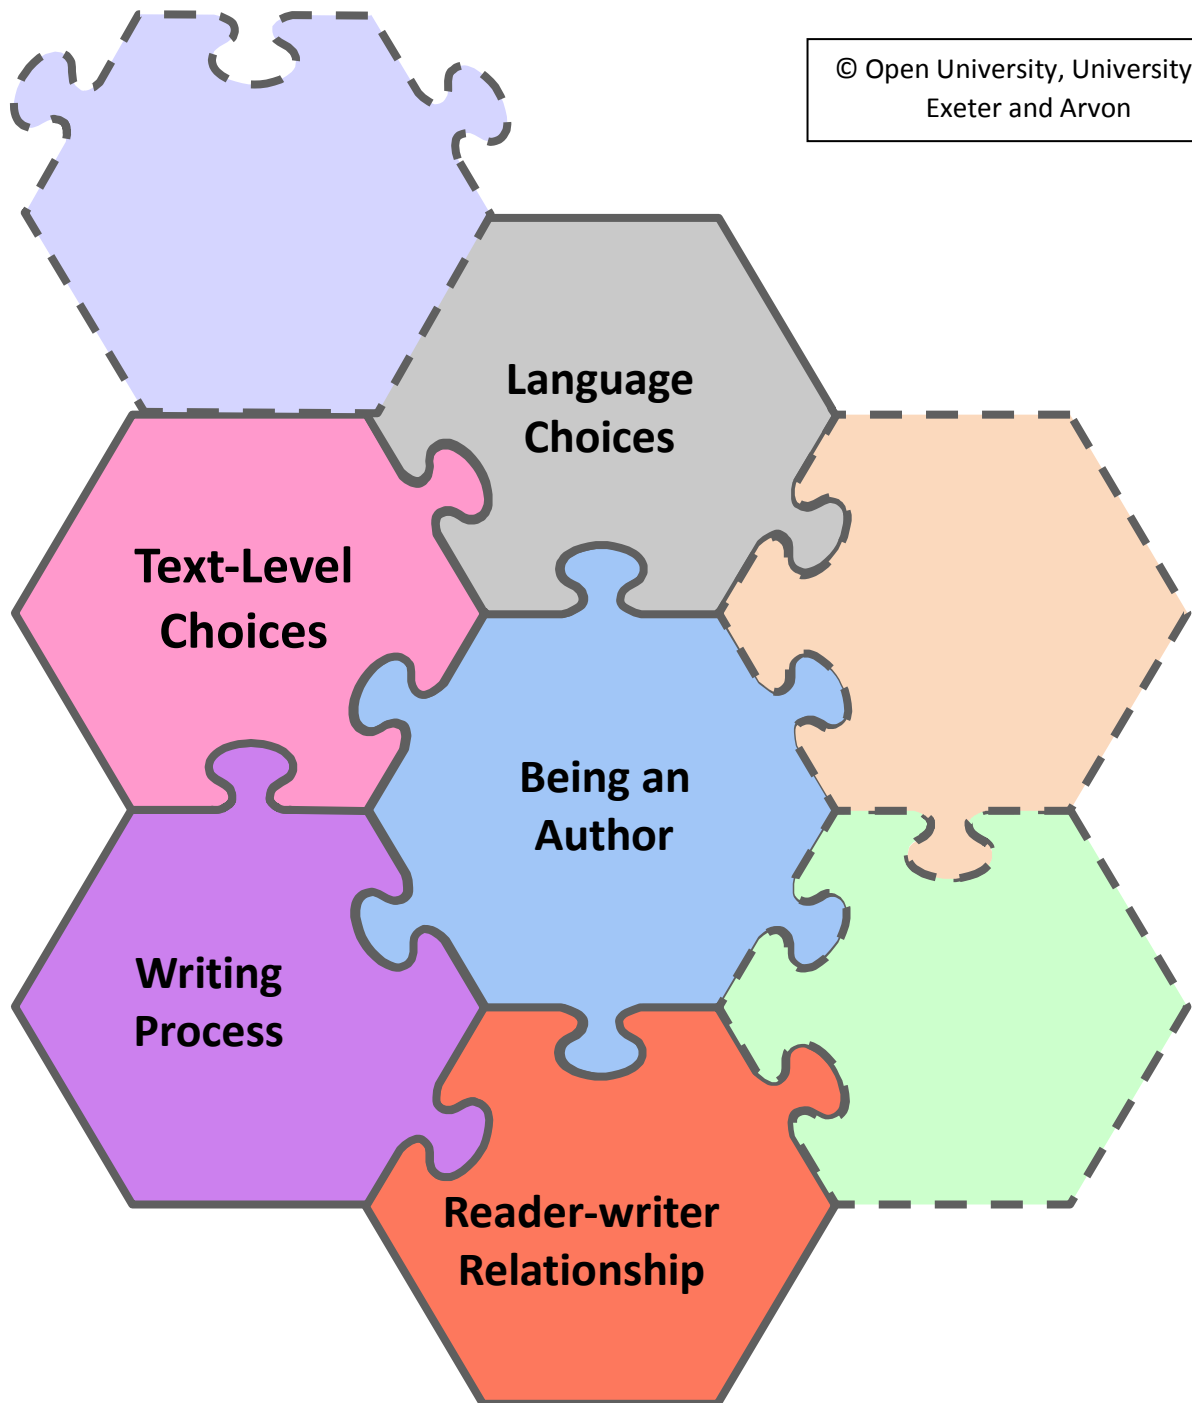 © Open University, University
Exeter and Arvon
Language
Choices
Text-Level
Choices
Being an
Author
Writing
Process
Reader-writer
Relationship